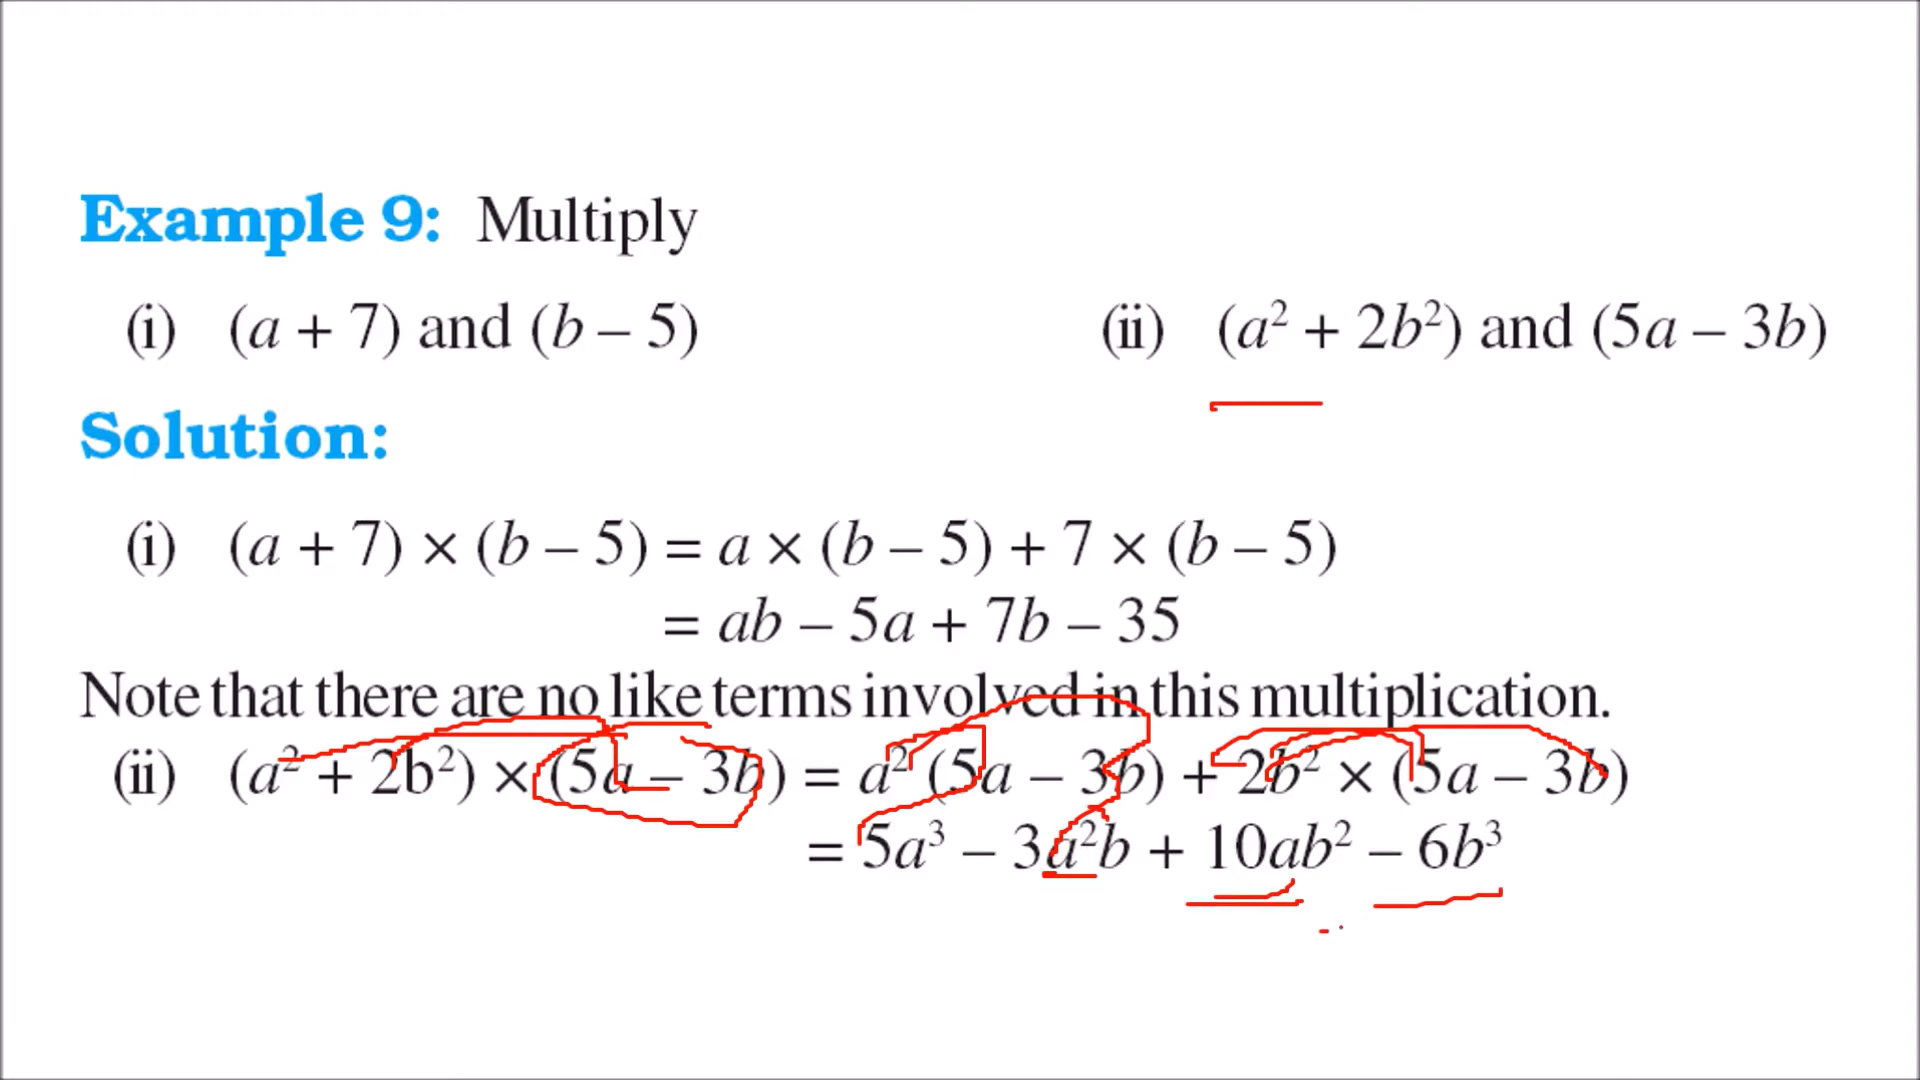 Example 9: Multiply
(i) (a + 7) and (b – 5) (ii) (a² + 2b²) and (5a – 3b)
Solution:
(i) (a + 7) × (b – 5) = a × (b – 5) + 7 × (b – 5)
= ab – 5a + 7b – 35
Note that there are no like terms involved in this multiplication.
(ii) (a² + 2b²) × (5a – 3b) = a² (5a – 3b) + 2b² × (5a – 3b)
= 5a³ – 3a²b + 10ab² – 6b³